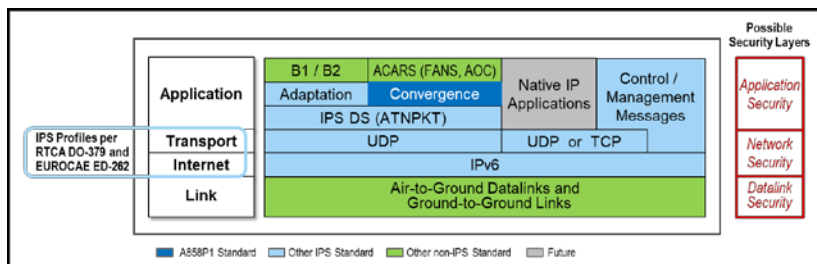 Possible
Security Layers
B1 / B2
ACARS (FANS, AOC)
Native IP
Applications
Control /
Management
Messages
Application
Adaptation
Convergence
Application
Security
IPS DS (ATNPKT)
IPS Profiles per
RTCA DO-379 and
EUROCAE ED-262
Transport
UDP
UDP or TCP
Network
Security
Internet
IPv6
Link
Air-to-Ground Datalinks and
Ground-to-Ground Links
Datalink
Security
A858P1 Standard
Other IPS Standard
Other non-IPS Standard
Future